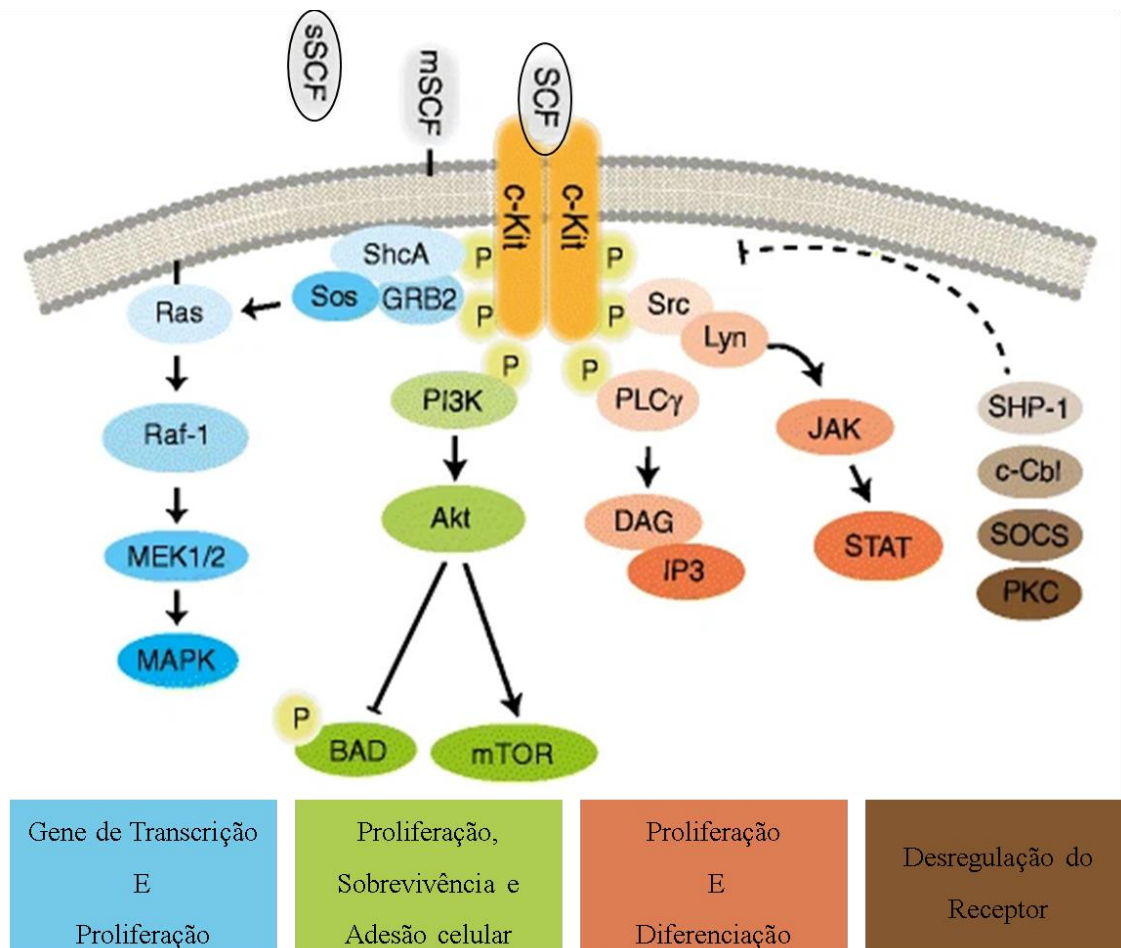 sSCF
mSCF
SCF
c-Kit
c-Kit
ShcA
Sos
GRB2
P
P
P
P
P
P
Src
Lyn
Ras
PI3K
PLCγ
JAK
SHP-1
Raf-1
c-Cbl
Akt
DAG
STAT
SOCS
MEK1/2
IP3
PKC
MAPK
P
BAD
mTOR
Gene de Transcrição
E
Proliferação
Proliferação,
Sobrevivência e
Adesão celular
Proliferação
E
Diferenciação
Desregulação do
Receptor